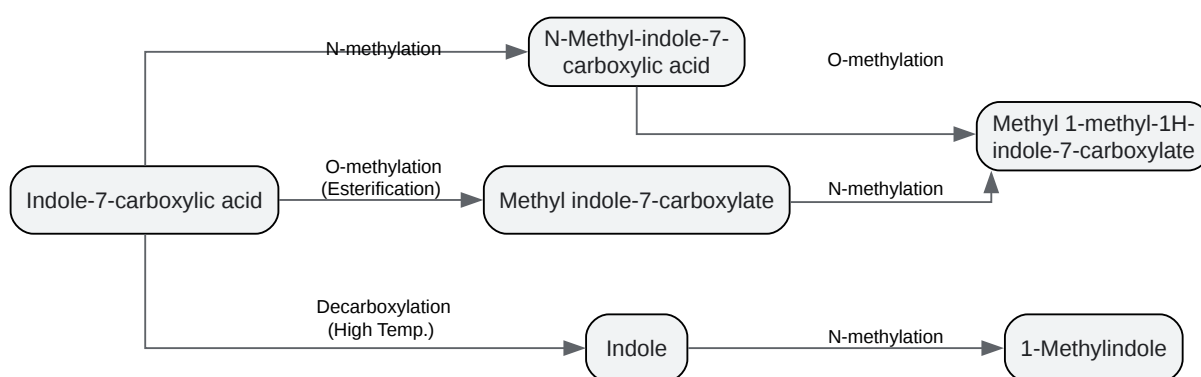 N-methylation
N-Methyl-indole-7-
carboxylic acid
O-methylation
Methyl 1-methyl-1H-
indole-7-carboxylate
Indole-7-carboxylic acid
O-methylation
(Esterification)
Methyl indole-7-carboxylate
N-methylation
Decarboxylation
(High Temp.)
Indole
N-methylation
1-Methylindole